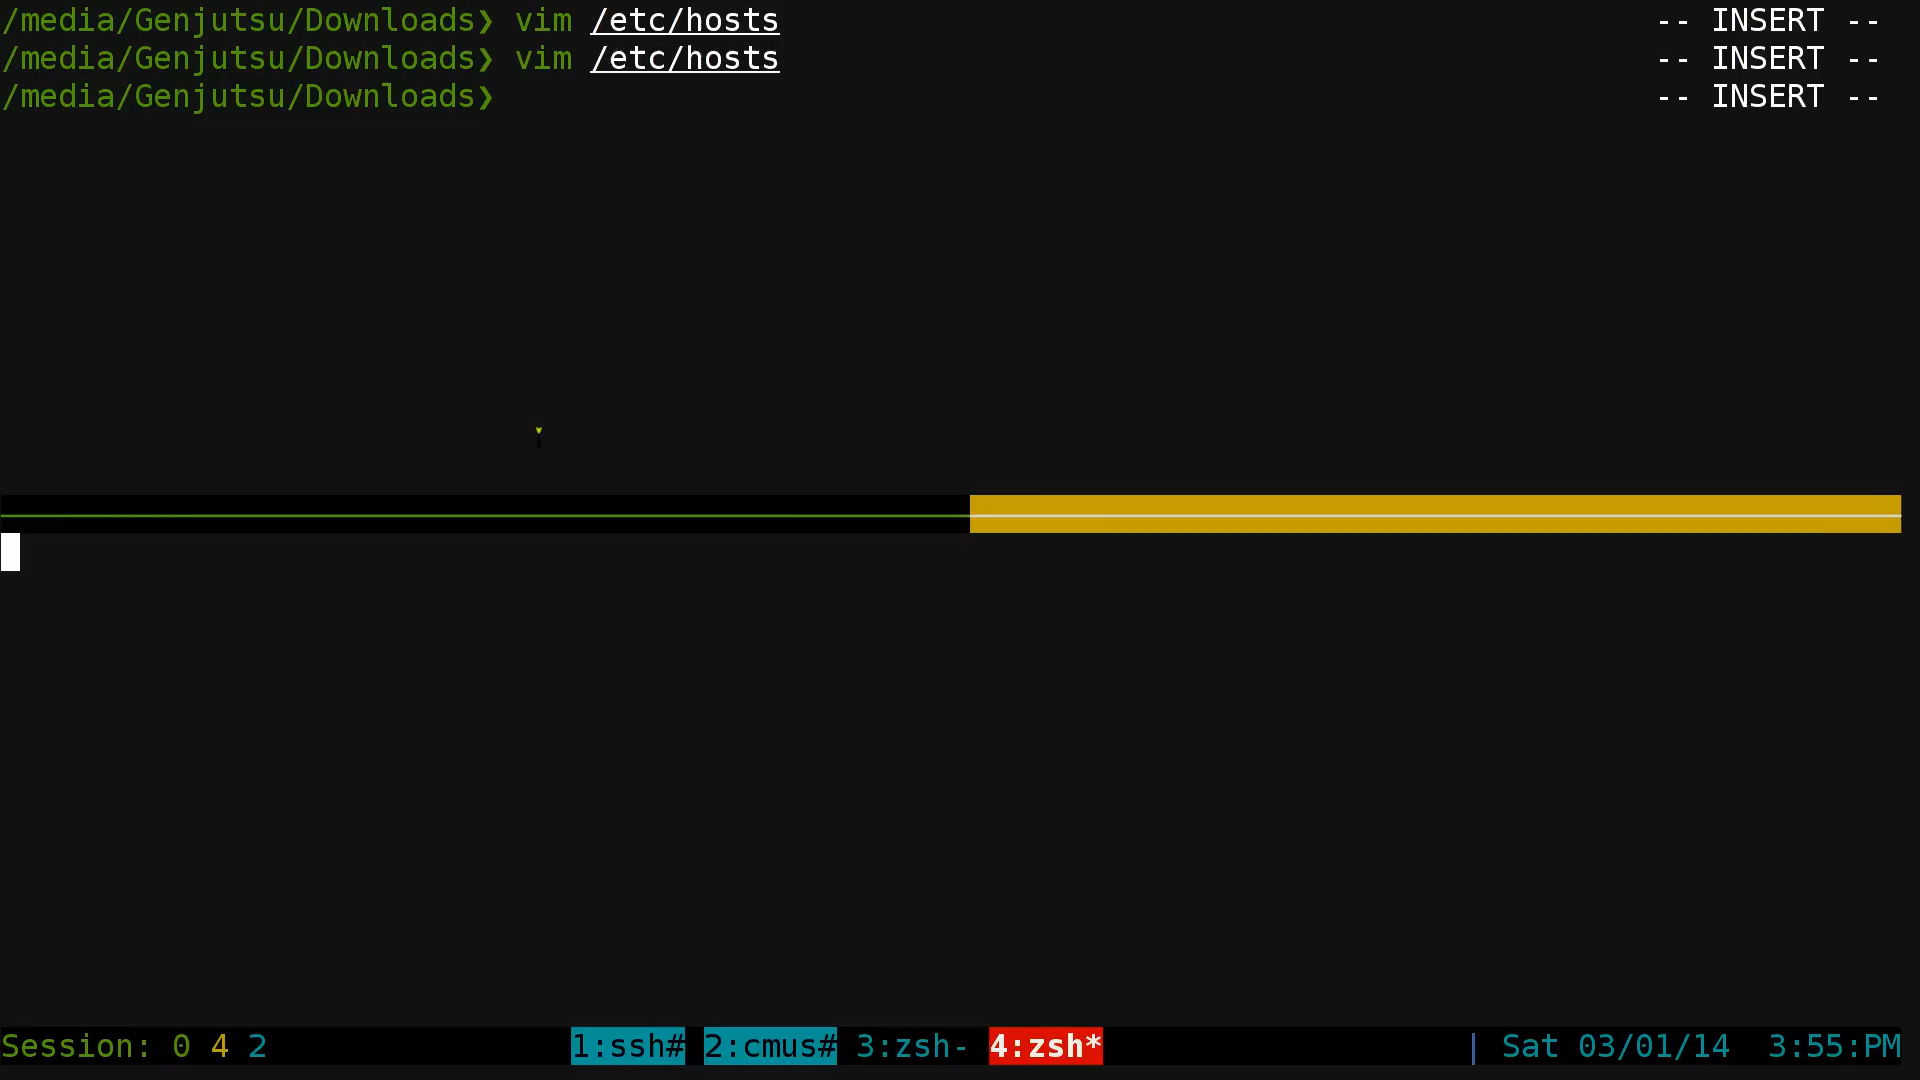 /media/Genjutsu/Downloads❯ vim /etc/hosts -- INSERT --
/media/Genjutsu/Downloads❯ vim /etc/hosts -- INSERT --
/media/Genjutsu/Downloads❯ -- INSERT --
Session: 0 4 2 1:ssh# 2:cmus# 3:zsh- 4:zsh* | Sat 03/01/14 3:55:PM